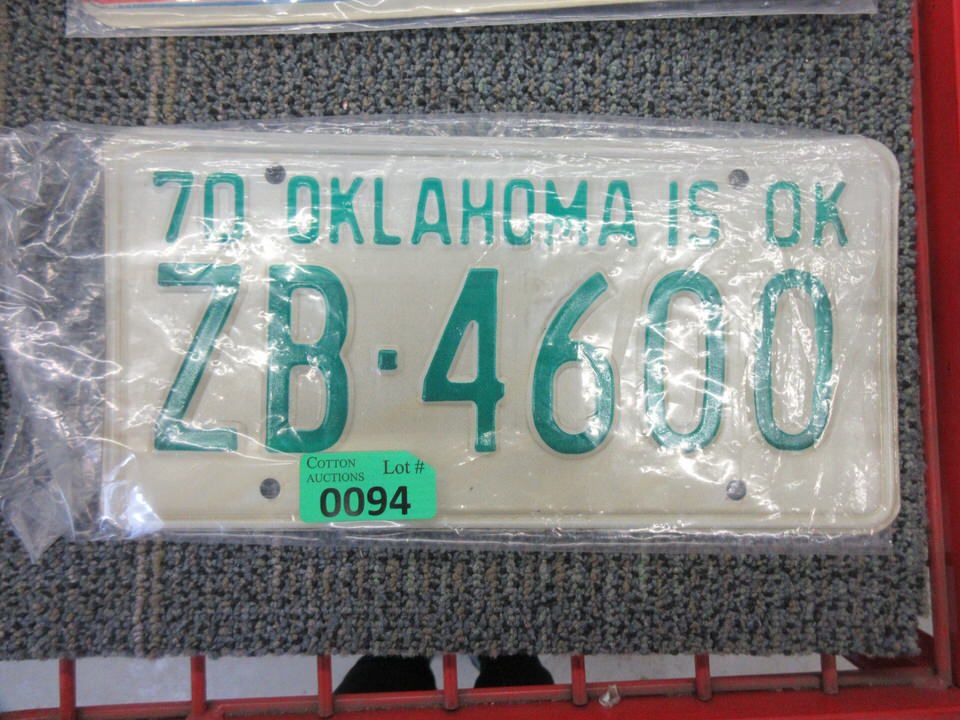 70 OKLAHOMA IS OK
ZB·4600
COTTON AUCTIONS Lot #
0094